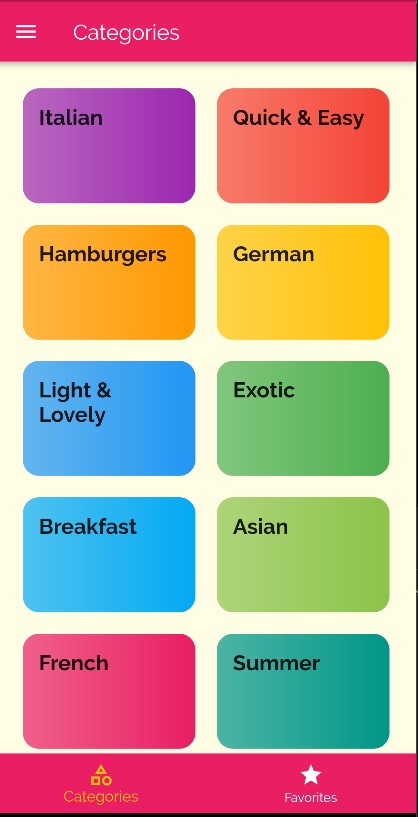 Categories
Italian
Quick & Easy
Hamburgers
German
Light &
Lovely
Exotic
Breakfast
Asian
French
Summer
Categories
Favorites